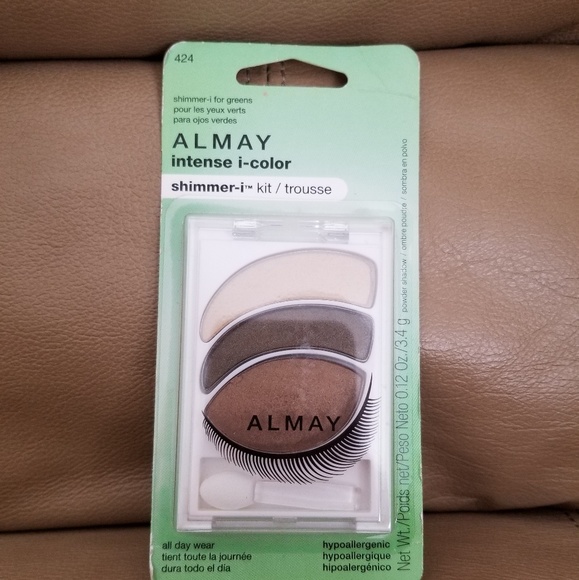 424
shimmer-i for greens
pour les yeux verts
para ojos verdes
ALMAY
intense i-color
shimmer-i™ kit / trousse
powder shadow / ombre poudre / sombra en polvo
Net Wt./Poids net/Peso Neto 0.12 Oz./3.4 g
ALMAY
all day wear
tient toute la journée
dura todo el día
hypoallergenic
hypoallergique
hipoalergénico